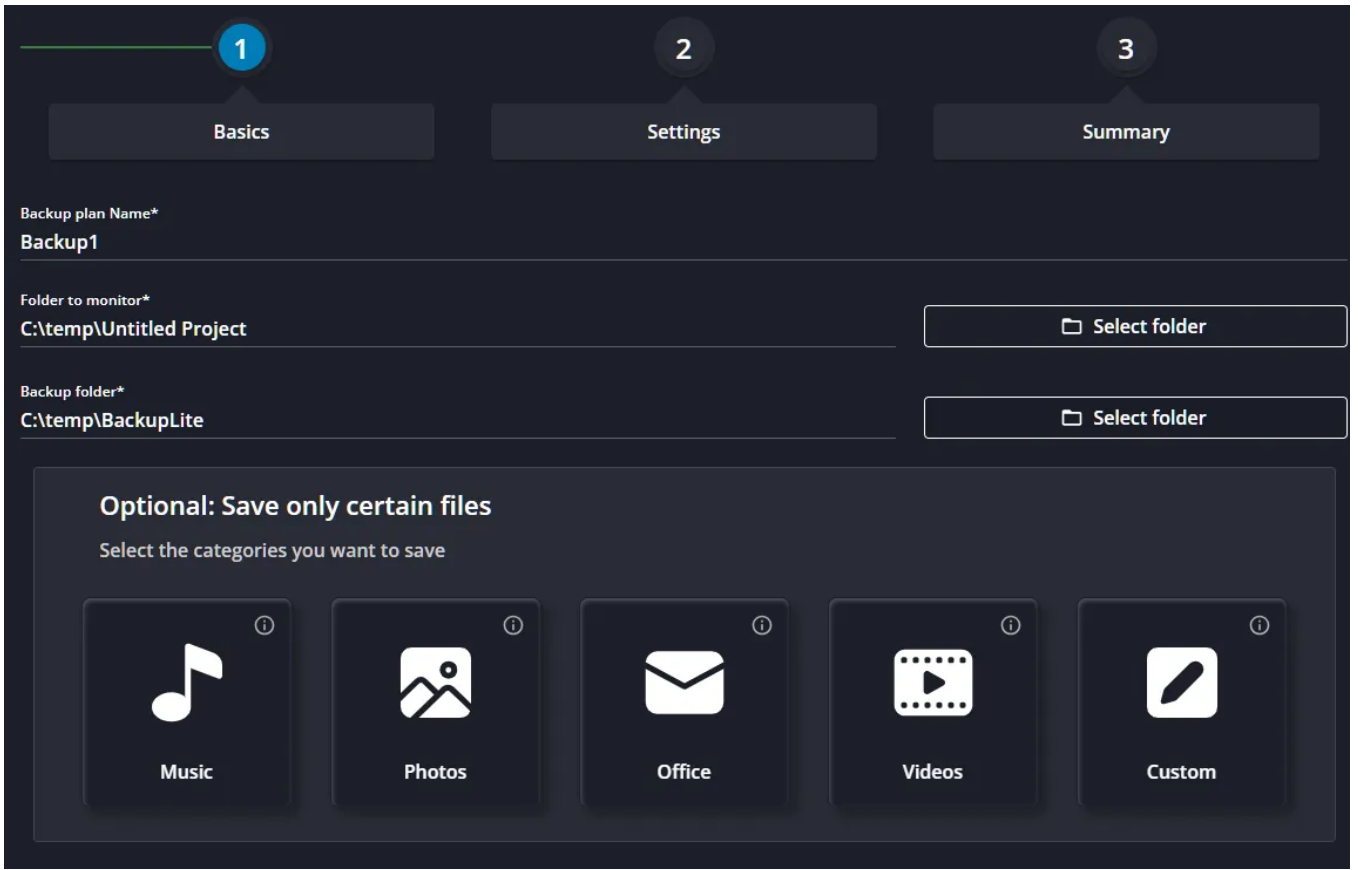 1
2
3
Basics
Settings
Summary
Backup plan Name*
Backup1
Folder to monitor*
C:\temp\Untitled Project
Select folder
Backup folder*
C:\temp\BackupLite
Select folder
Optional: Save only certain files
Select the categories you want to save
Music
Photos
Office
Videos
Custom